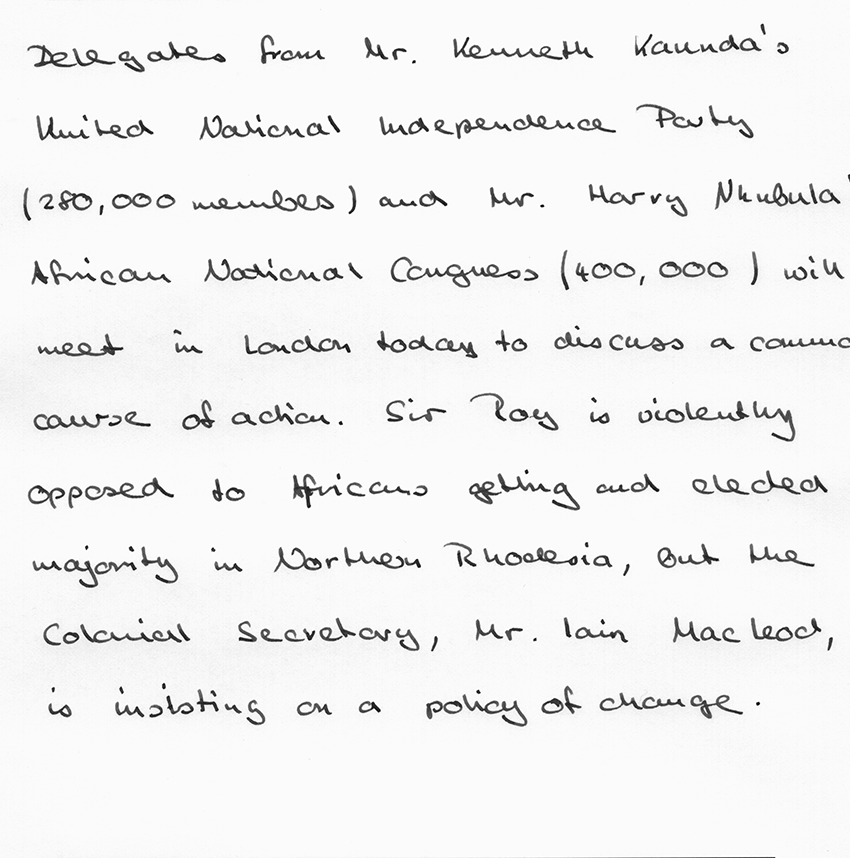 Delegates from Mr. Kenneth Kaunda's
United National Independence Party
(280,000 members) and Mr. Harry Nkubula'
African National Congress (400,000) will
meet in London today to discuss a commo
course of action. Sir Roy is violently
opposed to Africans getting and elected
majority in Northern Rhodesia, but the
Colonial Secretary, Mr. Iain Macleod,
is insisting on a policy of change.